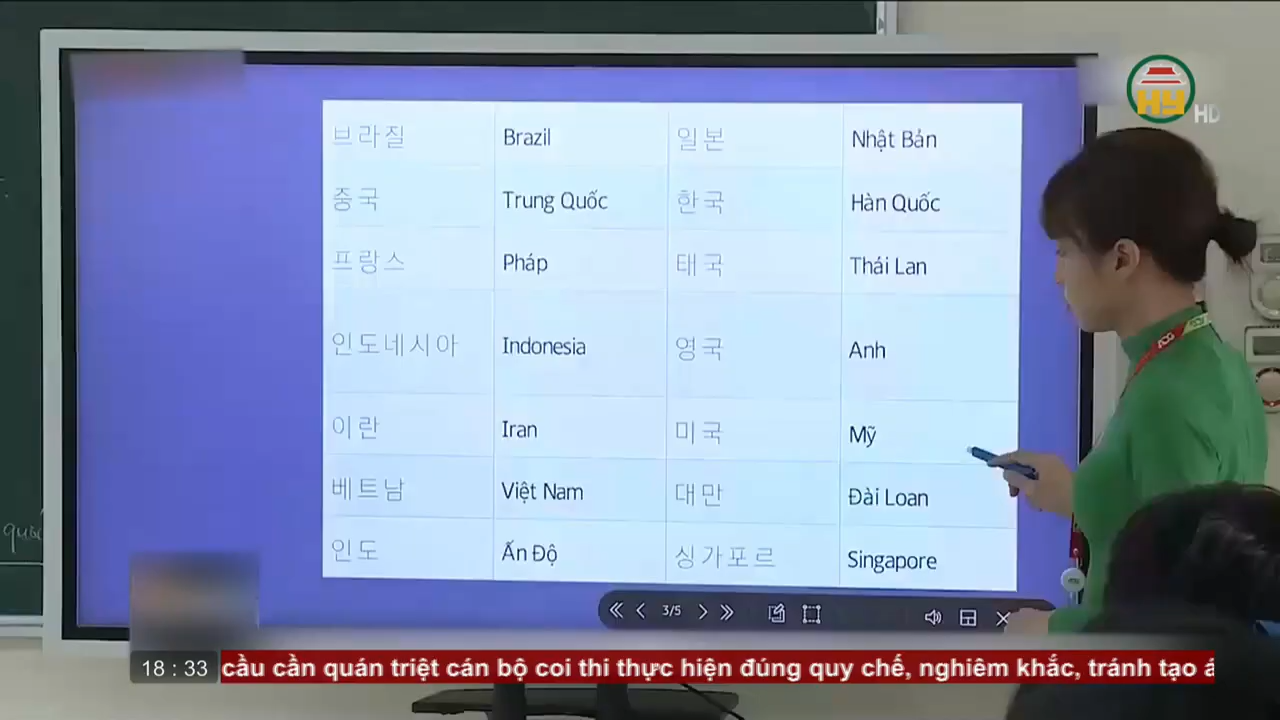 HY HD
브라질 Brazil 일본 Nhật Bản
중국 Trung Quốc 한국 Hàn Quốc
프랑스 Pháp 태국 Thái Lan
인도네시아 Indonesia 영국 Anh
이란 Iran 미국 Mỹ
베트남 Việt Nam 대만 Đài Loan
인도 Ấn Độ 싱가포르 Singapore
3/5
18 : 33 cầu cần quán triệt cán bộ coi thi thực hiện đúng quy chế, nghiêm khắc, tránh tạo á